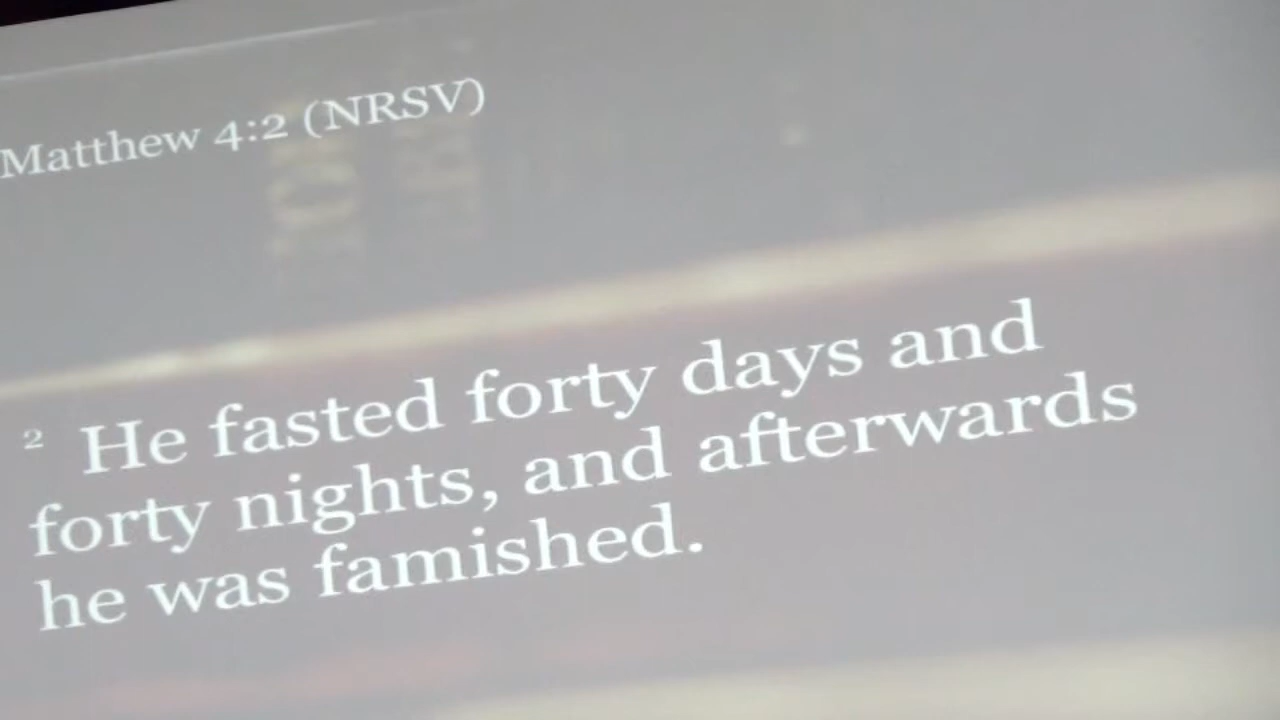 Matthew 4:2 (NRSV)
2 He fasted forty days and
forty nights, and afterwards
he was famished.